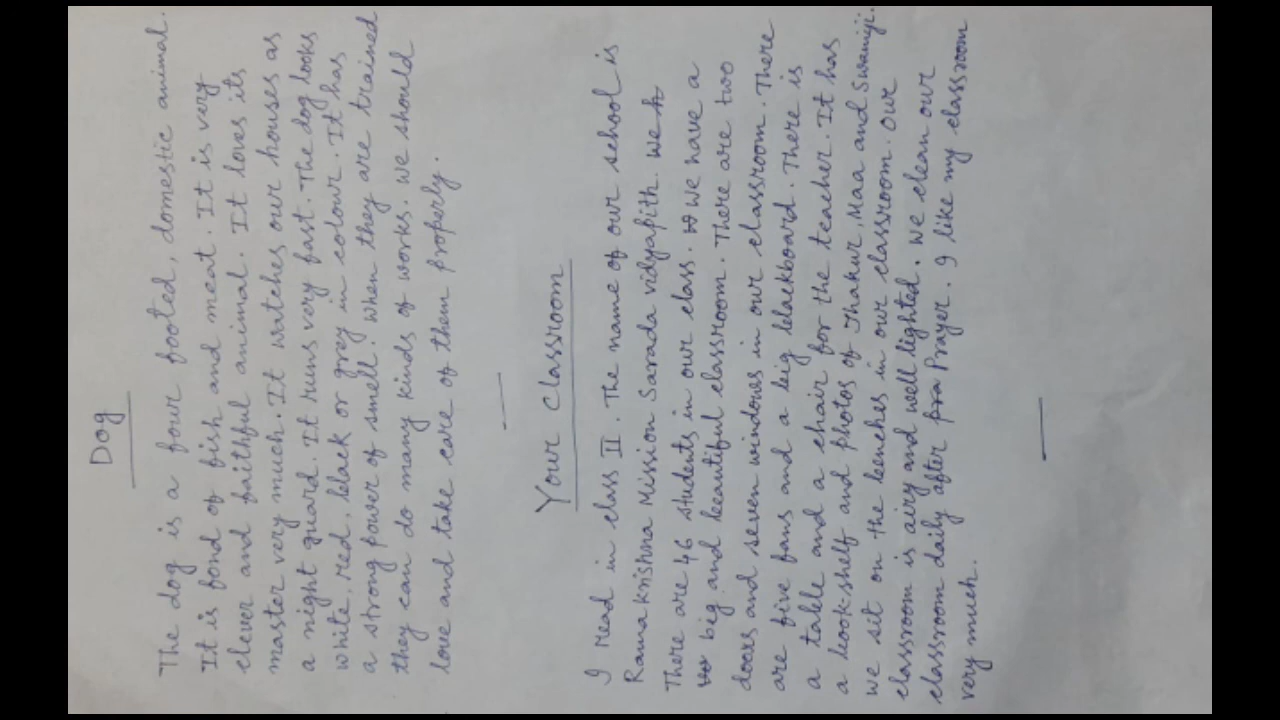 Dog
The dog is a four footed, domestic animal.
It is fond of fish and meat. It is very
clever and faithful animal. It loves its
master very much. It watches our houses as
a night guard. It runs very fast. The dog looks
white, red, black or grey in colour. It has
a strong power of smell. When they are trained
they can do many kinds of works. We should
love and take care of them properly.
Your Classroom
I read in class II. The name of our school is
Ramakrishna Mission Sarada vidyapith. We h
There are 46 students in our class. We have a
big and beautiful classroom. There are two
doors and seven windows in our classroom. There
are five fans and a big blackboard. There is
a table and a chair for the teacher. It has
a book-shelf and photos of Thakur, Maa and Swamiji.
We sit on the benches in our classroom. Our
classroom is airy and well lighted. We clean our
classroom daily after pra Prayer. I like my classroom
very much.